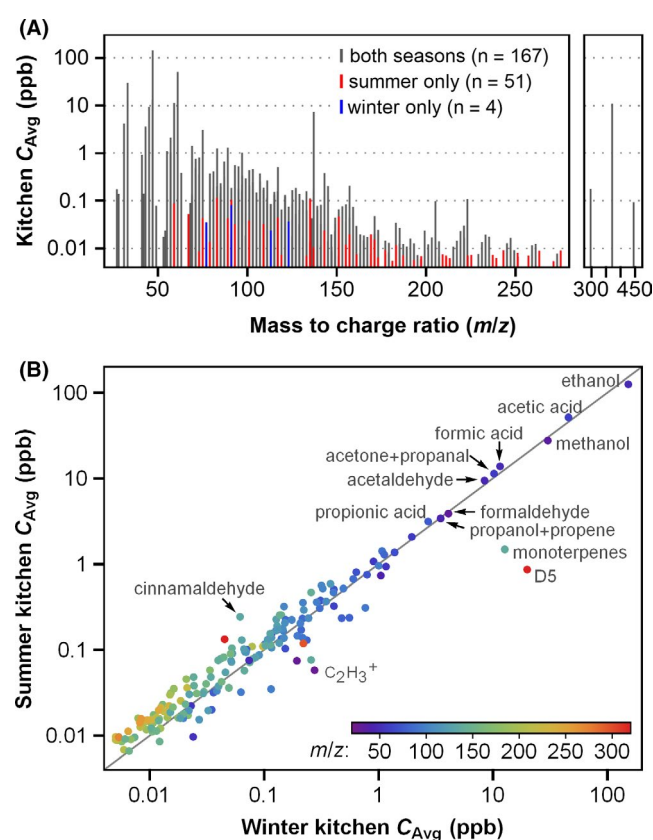 (A)
Kitchen C_Avg (ppb)
100
10
1
0.1
0.01
both seasons (n = 167)
summer only (n = 51)
winter only (n = 4)
50
100
150
200
250
300
450
Mass to charge ratio (m/z)
(B)
Summer kitchen C_Avg (ppb)
100
10
1
0.1
0.01
ethanol
acetic acid
formic acid
methanol
acetone+propanal
acetaldehyde
propionic acid
formaldehyde
propanol+propene
monoterpenes
D5
cinnamaldehyde
C₂H₃⁺
m/z:
50
100
150
200
250
300
0.01
0.1
1
10
100
Winter kitchen C_Avg (ppb)